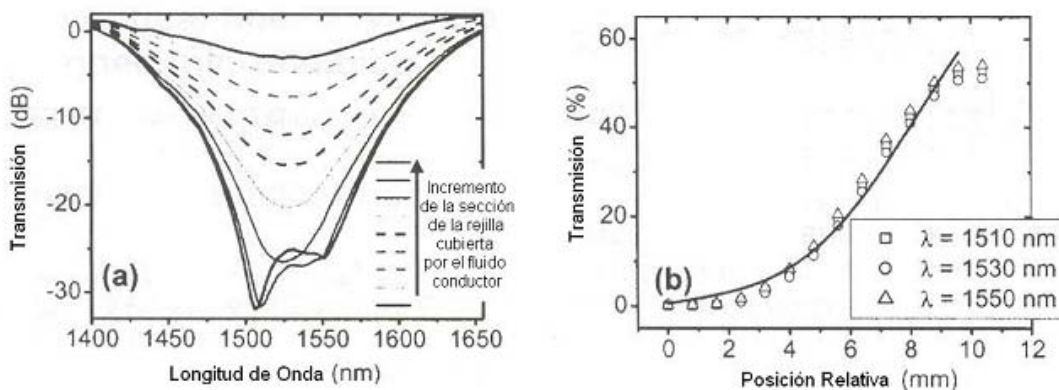 0
-10
-20
-30
Transmisión (dB)
(a)
Incremento
de la sección
de la rejilla
cubierta
por el fluido
conductor
1400 1450 1500 1550 1600 1650
Longitud de Onda (nm)
60
40
20
0
Transmisión (%)
(b)
λ = 1510 nm
λ = 1530 nm
λ = 1550 nm
0 2 4 6 8 10 12
Posición Relativa (mm)